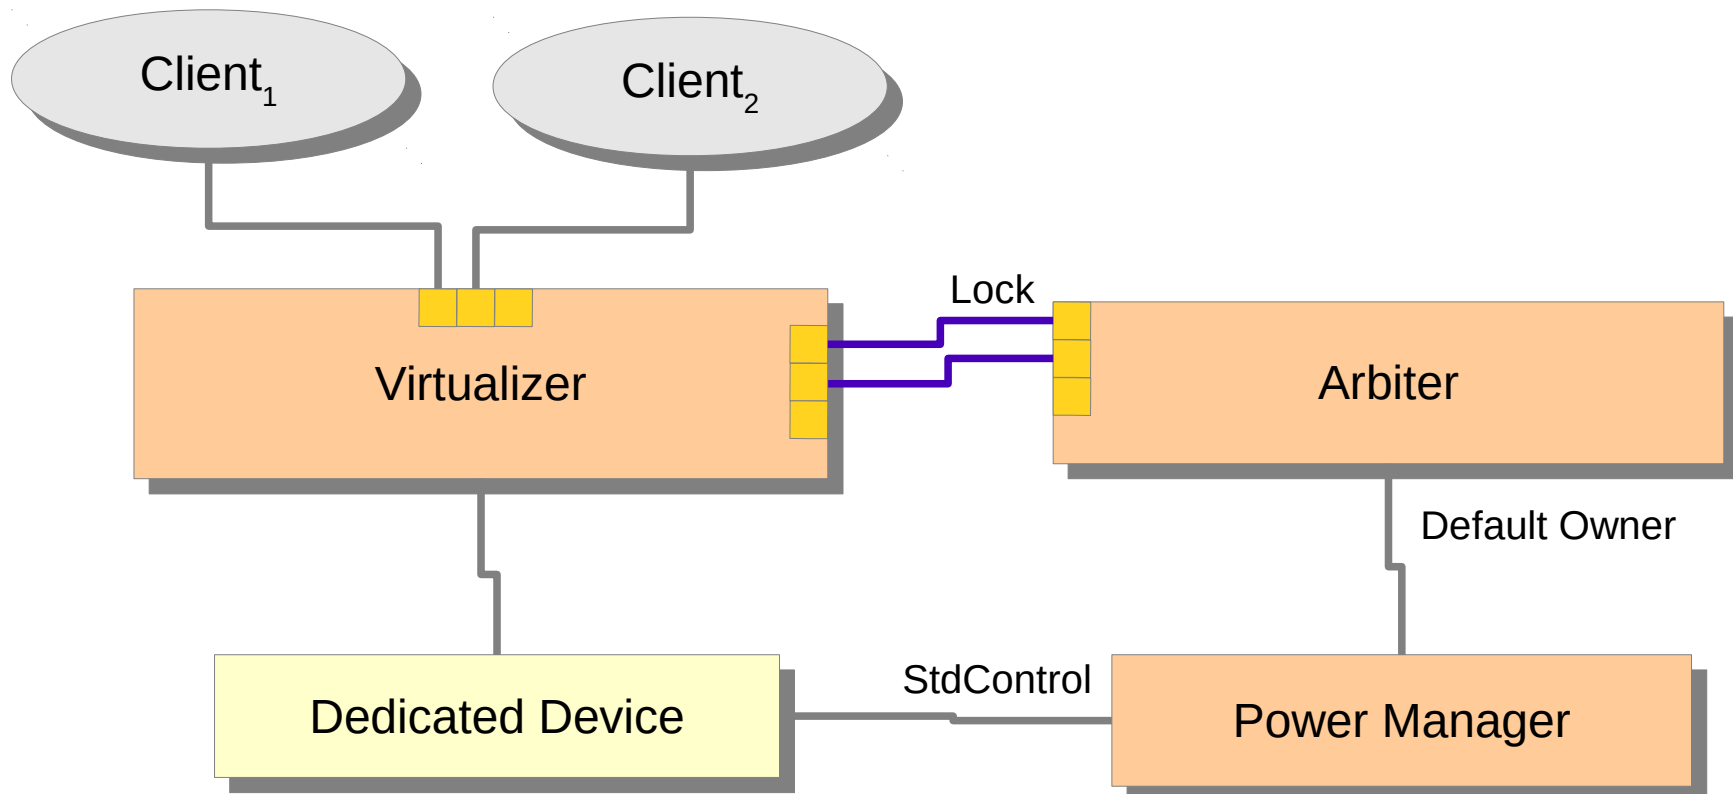 Client₁
Client₂
Lock
Virtualizer
Arbiter
Default Owner
StdControl
Dedicated Device
Power Manager